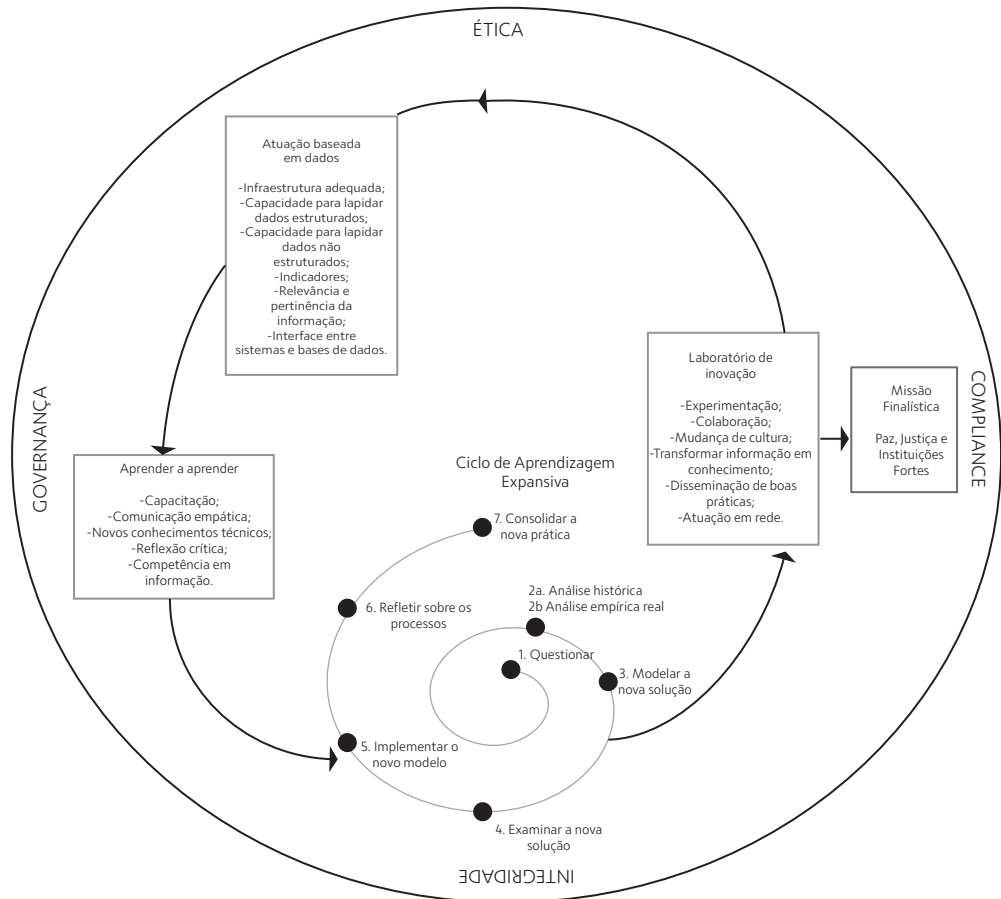 ÉTICA
Atuação baseada
em dados
-Infraestrutura adequada;
-Capacidade para lapidar
dados estruturados;
-Capacidade para lapidar
dados não
estruturados;
-Indicadores;
-Relevância e
pertinência da
informação;
-Interface entre
sistemas e bases de dados.
GOVERNANÇA
Aprender a aprender
-Capacitação;
-Comunicação empática;
-Novos conhecimentos técnicos;
-Reflexão crítica;
-Competência em
informação.
Ciclo de Aprendizagem
Expansiva
7. Consolidar a
nova prática
2a. Análise histórica
2b Análise empírica real
6. Refletir sobre os
processos
1. Questionar
3. Modelar a
nova solução
5. Implementar o
novo modelo
4. Examinar a nova
solução
Laboratório de
inovação
-Experimentação;
-Colaboração;
-Mudança de cultura;
-Transformar informação em
conhecimento;
-Disseminação de boas
práticas;
-Atuação em rede.
Missão
Finalística
Paz, Justiça e
Instituições
Fortes
COMPLIANCE
INTEGRIDADE